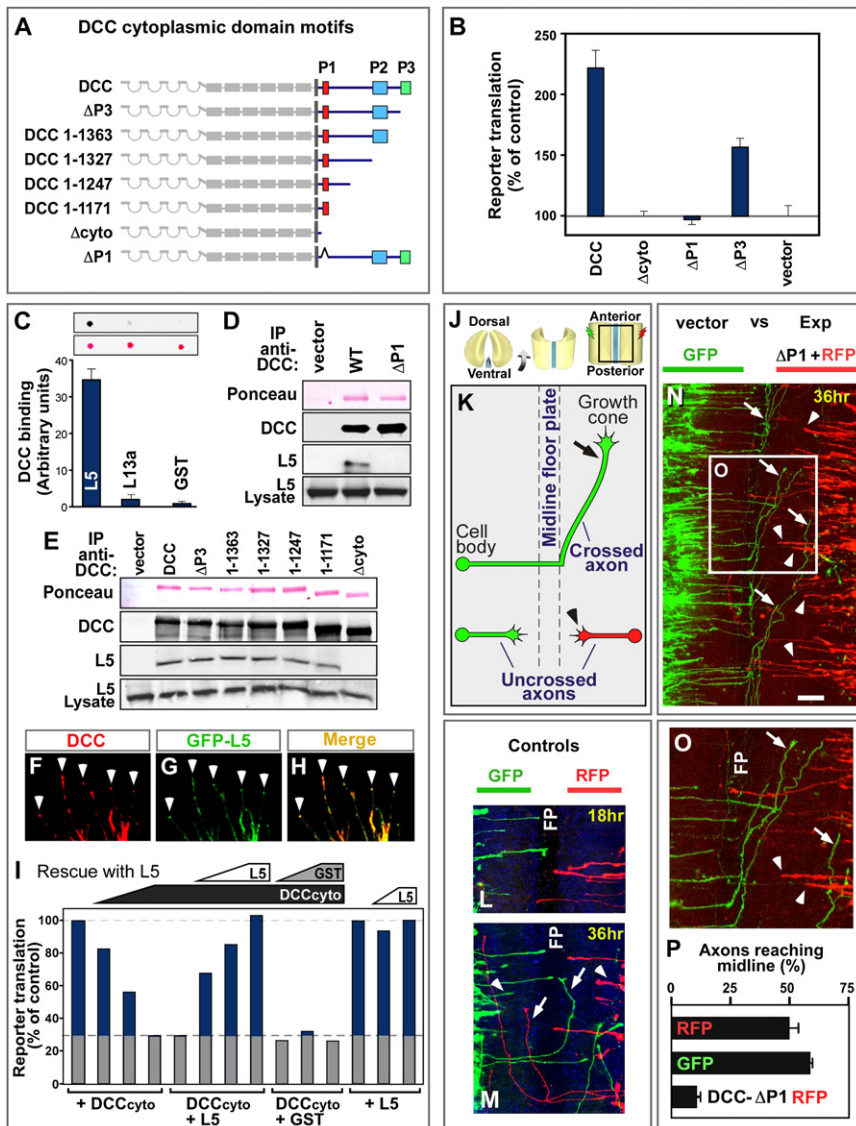 A
DCC cytoplasmic domain motifs
P1 P2 P3
DCC
ΔP3
DCC 1-1363
DCC 1-1327
DCC 1-1247
DCC 1-1171
Δcyto
ΔP1
B
Reporter translation
(% of control)
250
200
150
100
DCC
Δcyto
ΔP1
ΔP3
vector
C
DCC binding
(Arbitrary units)
40
30
20
10
0
L5
L13a
GST
D
IP
anti-
DCC:
vector
WT
ΔP1
Ponceau
DCC
L5
L5
Lysate
E
IP
anti-
DCC:
vector
DCC
ΔP3
1-1363
1-1327
1-1247
1-1171
Δcyto
Ponceau
DCC
L5
L5
Lysate
DCC
GFP-L5
Merge
F
G
H
I
Rescue with L5
L5
GST
DCCcyto
L5
Reporter translation
(% of control)
100
80
60
40
20
0
+ DCCcyto
DCCcyto
+ L5
DCCcyto
+ GST
+ L5
J
Dorsal
Ventral
Anterior
Posterior
K
Growth
cone
Midline floor plate
Cell
body
Crossed
axon
Uncrossed
axons
Controls
GFP
RFP
FP
18hr
L
FP
36hr
M
vector vs Exp
GFP
ΔP1+RFP
N
36hr
O
O
FP
P
Axons reaching
midline (%)
0 25 50 75
RFP
GFP
DCC-ΔP1 RFP